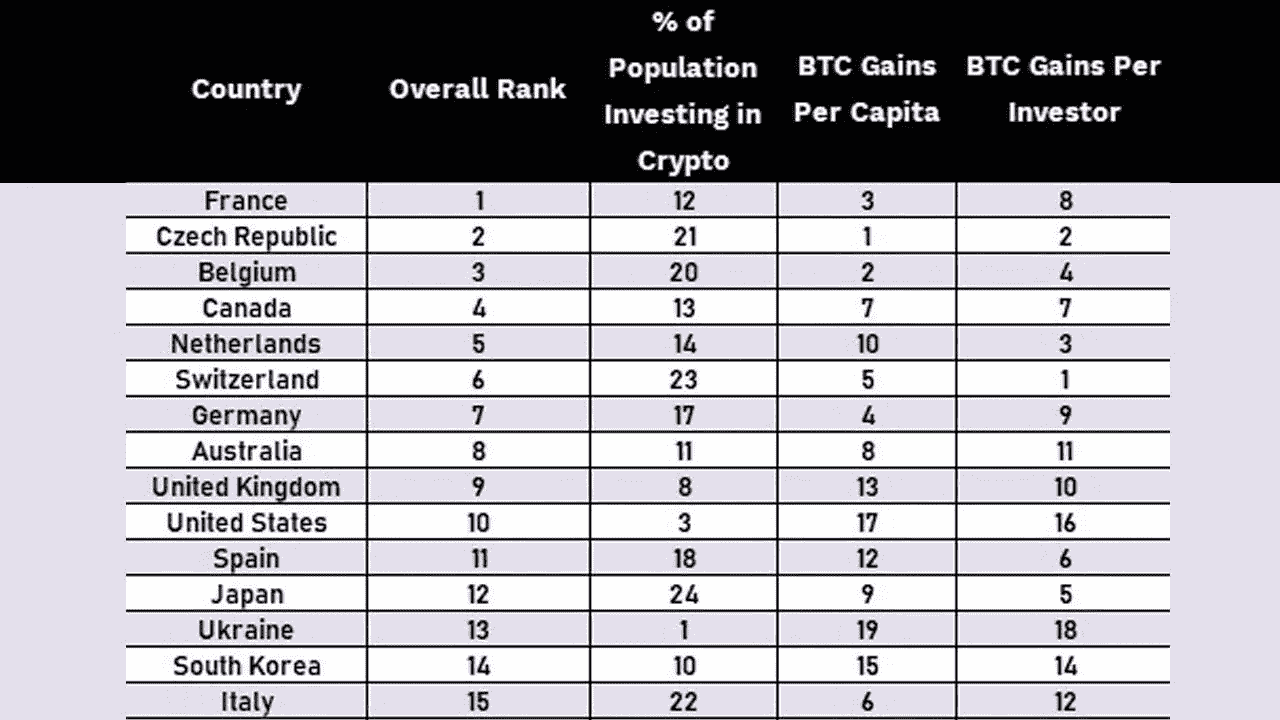 Country Overall Rank % of Population Investing in Crypto BTC Gains Per Capita BTC Gains Per Investor
France 1 12 3 8
Czech Republic 2 21 1 2
Belgium 3 20 2 4
Canada 4 13 7 7
Netherlands 5 14 10 3
Switzerland 6 23 5 1
Germany 7 17 4 9
Australia 8 11 8 11
United Kingdom 9 8 13 10
United States 10 3 17 16
Spain 11 18 12 6
Japan 12 24 9 5
Ukraine 13 1 19 18
South Korea 14 10 15 14
Italy 15 22 6 12